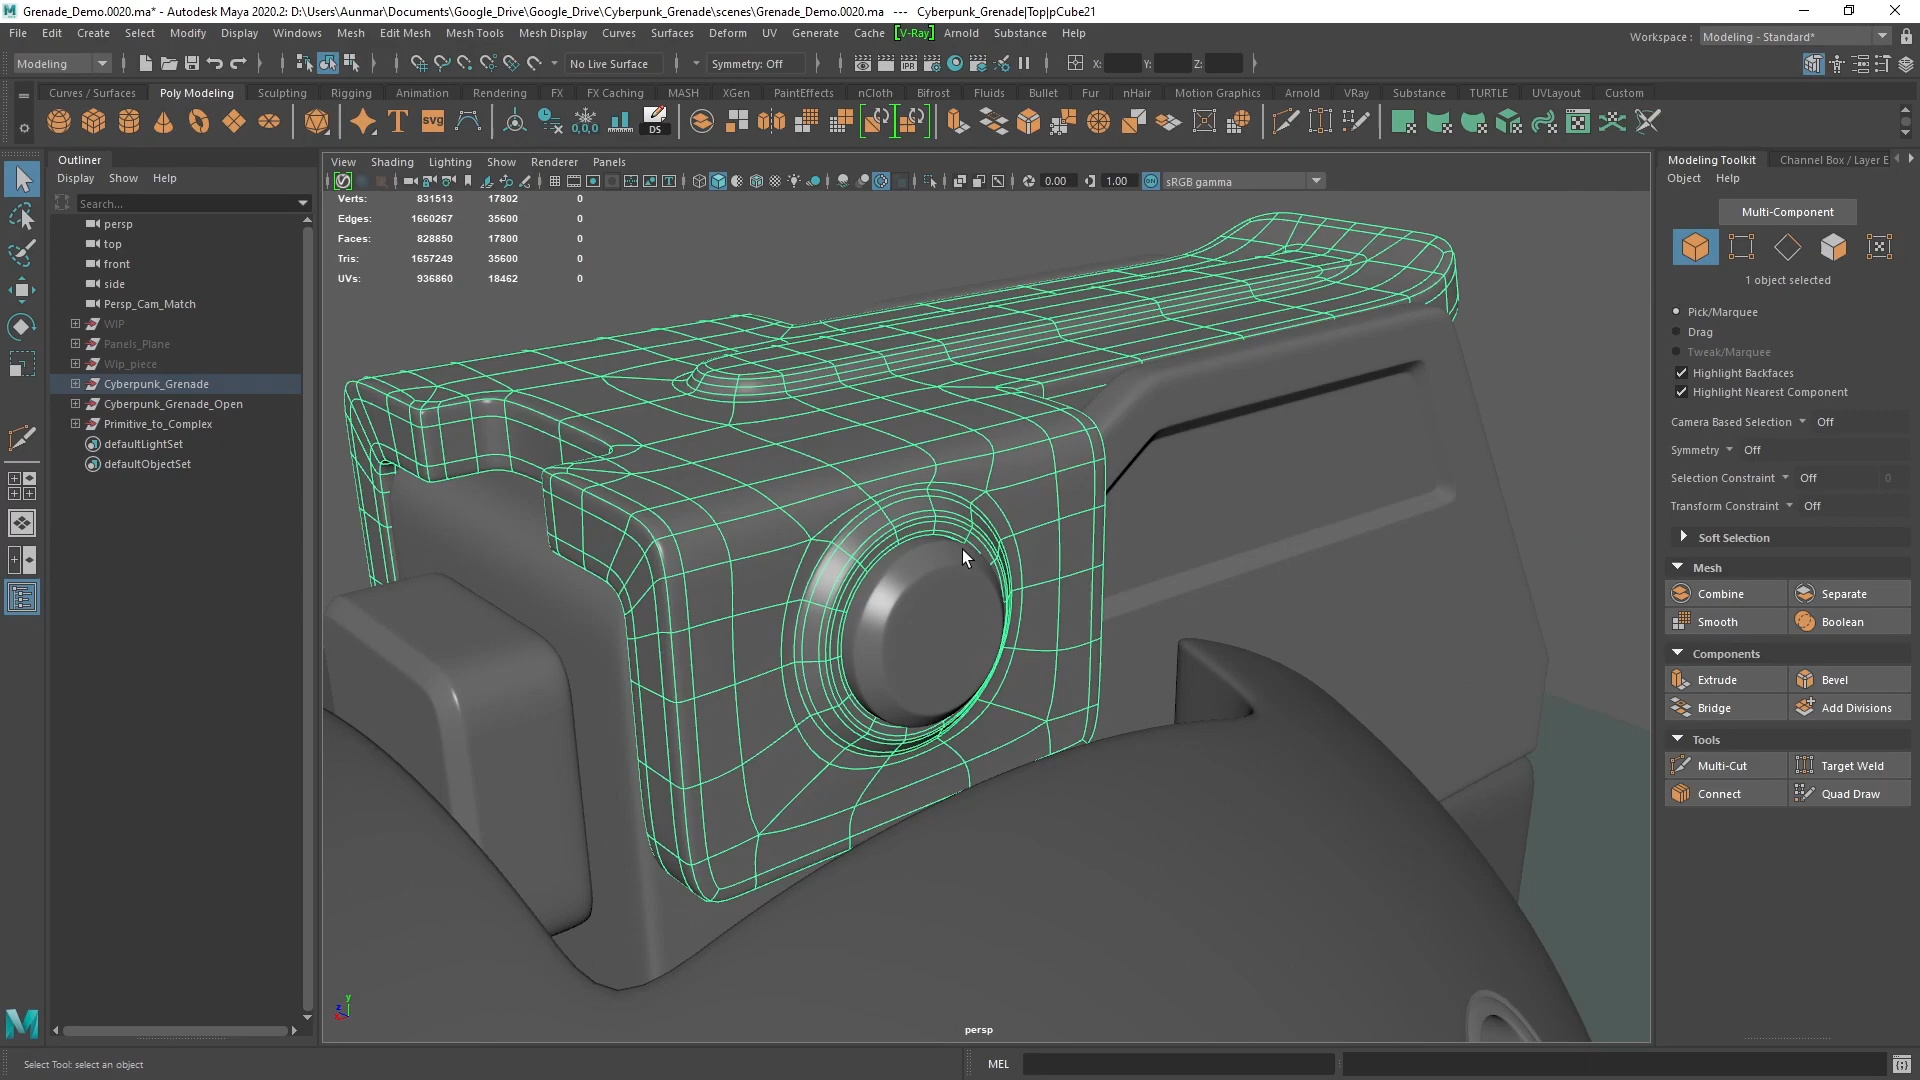 Grenade_Demo.0020.ma* - Autodesk Maya 2020.2: D:\Users\Aunmar\Documents\Google_Drive\Google_Drive\Cyberpunk_Grenade\scenes\Grenade_Demo.0020.ma --- Cyberpunk_Grenade|Top|pCube21
File Edit Create Select Modify Display Windows Mesh Edit Mesh Mesh Tools Mesh Display Curves Surfaces Deform UV Generate Cache [V-Ray] Arnold Substance Help
Workspace : Modeling - Standard*
Modeling No Live Surface Symmetry: Off X: Y: Z:
Curves / Surfaces Poly Modeling Sculpting Rigging Animation Rendering FX FX Caching MASH XGen PaintEffects nCloth Bifrost Fluids Bullet Fur nHair Motion Graphics Arnold VRay Substance TURTLE UVLayout Custom
T SVG 0,0,0 DS
Outliner
Display Show Help
Search...
persp
top
front
side
Persp_Cam_Match
WIP
Panels_Plane
Wip_piece
Cyberpunk_Grenade
Cyberpunk_Grenade_Open
Primitive_to_Complex
defaultLightSet
defaultObjectSet
View Shading Lighting Show Renderer Panels
0.00 1.00 ON sRGB gamma
Verts: 831513 17802 0
Edges: 1660267 35600 0
Faces: 828850 17800 0
Tris: 1657249 35600 0
UVs: 936860 18462 0
y
z
persp
Modeling Toolkit Channel Box / Layer E
Object Help
Multi-Component
1 object selected
Pick/Marquee
Drag
Tweak/Marquee
Highlight Backfaces
Highlight Nearest Component
Camera Based Selection Off
Symmetry Off
Selection Constraint Off 0
Transform Constraint Off
Soft Selection
Mesh
Combine Separate
Smooth Boolean
Components
Extrude Bevel
Bridge Add Divisions
Tools
Multi-Cut Target Weld
Connect Quad Draw
Select Tool: select an object
MEL